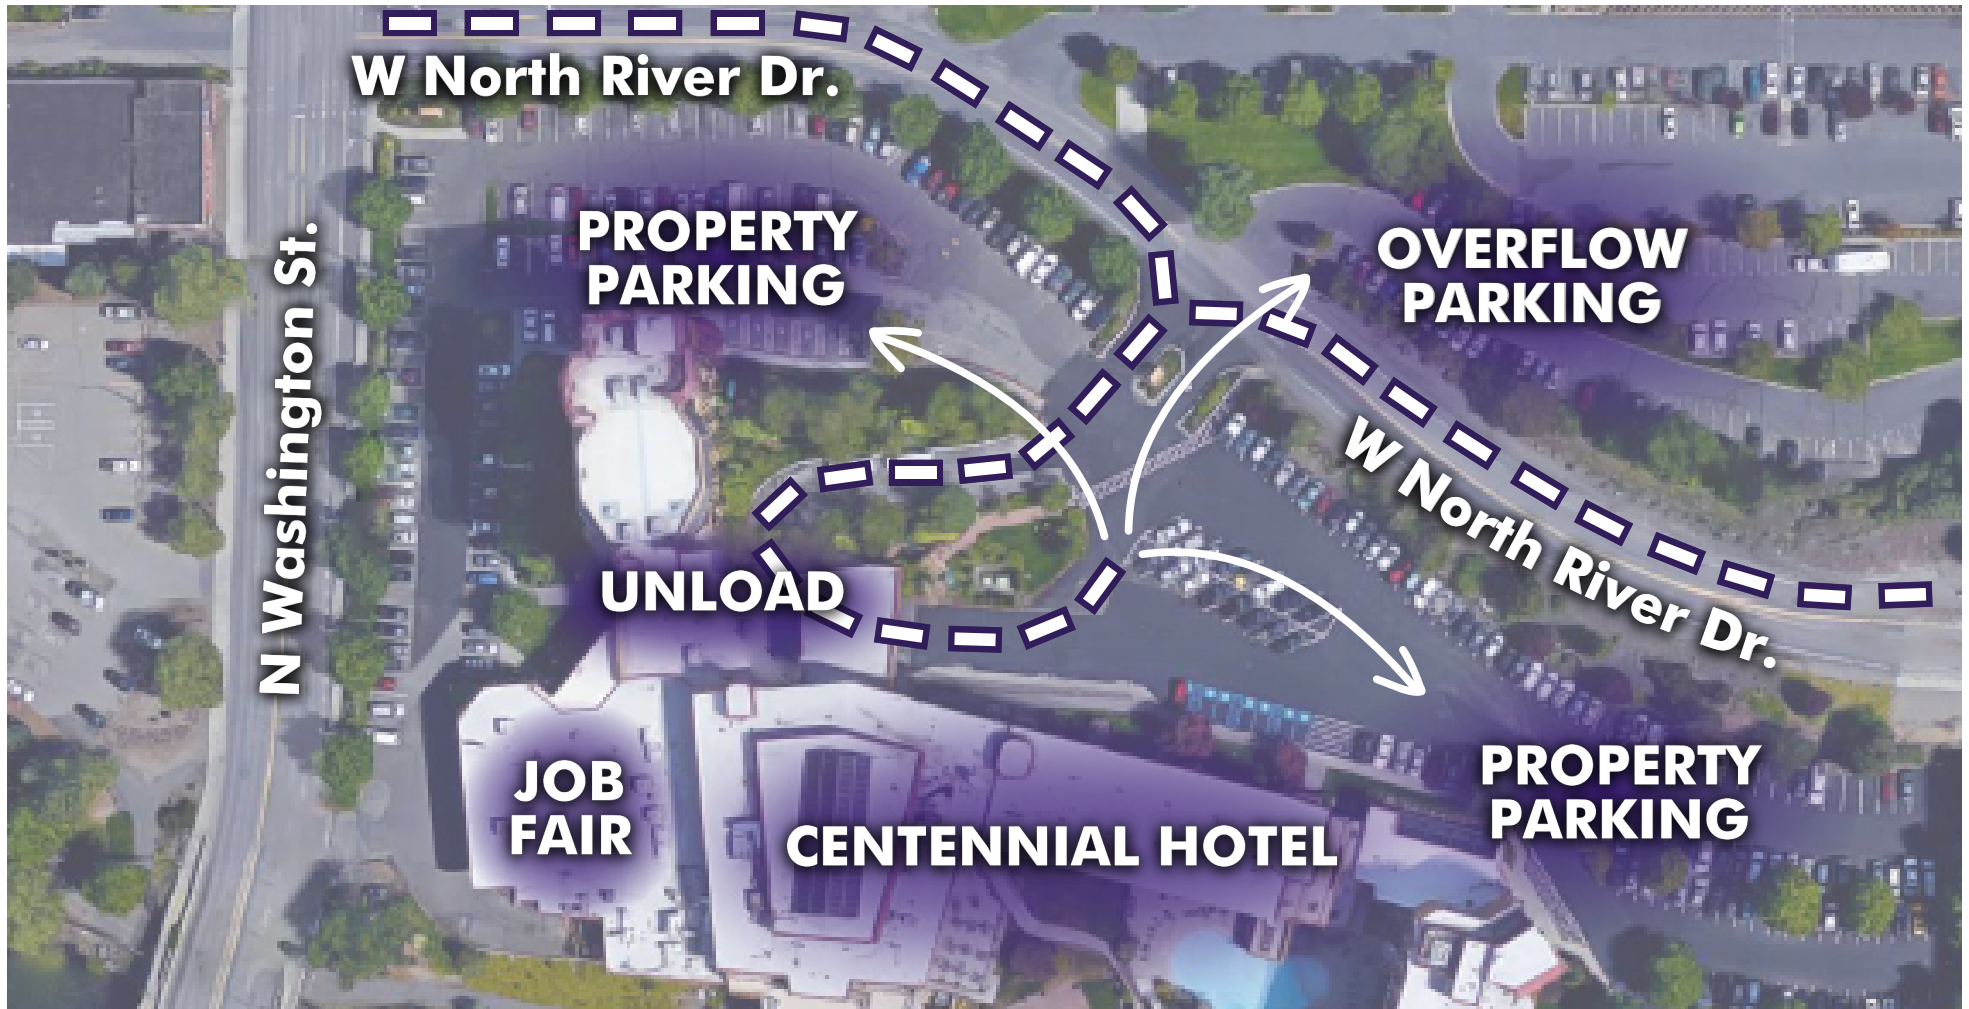 W North River Dr.
PROPERTY
PARKING
OVERFLOW
PARKING
N Washington St.
W North River Dr.
UNLOAD
JOB
FAIR
CENTENNIAL HOTEL
PROPERTY
PARKING